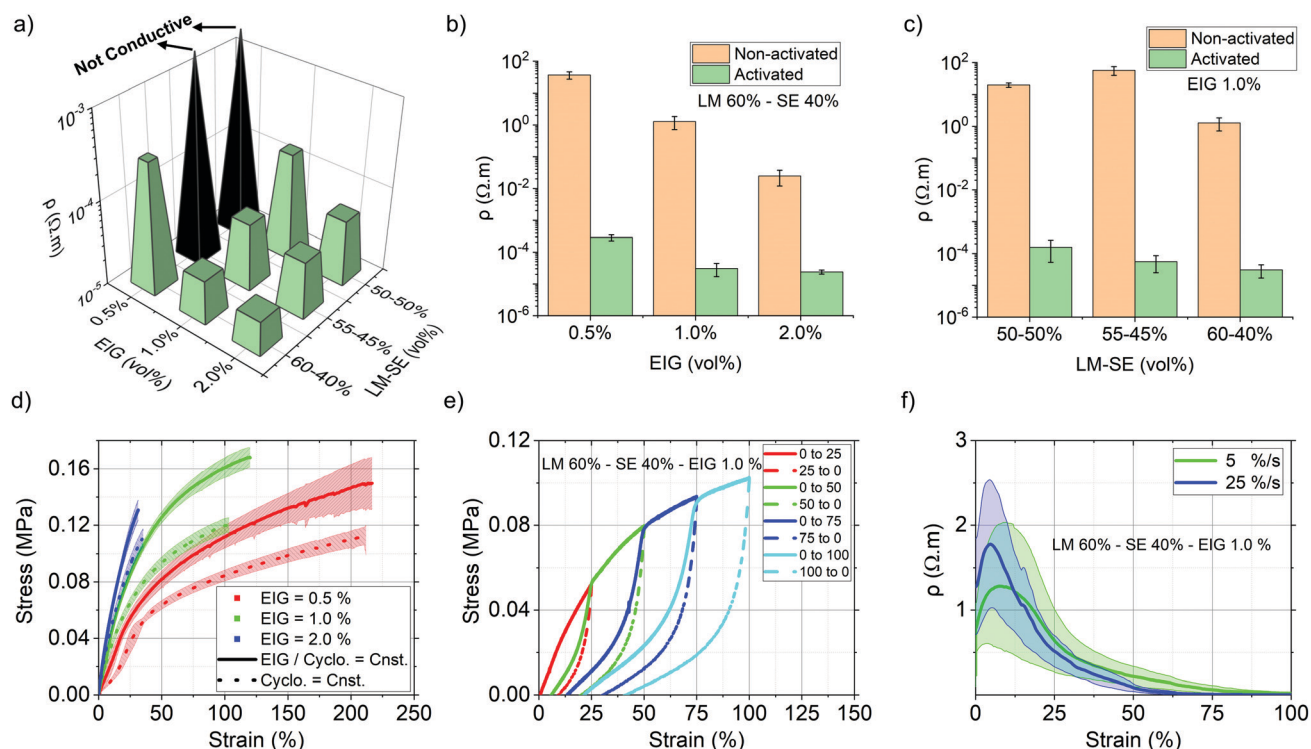 a)
Not Conductive
10⁻³
10⁻⁴
10⁻⁵
ρ (Ω.m)
0.5%
1.0%
2.0%
EIG (vol%)
50-50%
55-45%
60-40%
LM-SE (vol%)
b)
Non-activated
Activated
LM 60% - SE 40%
10²
10⁰
10⁻²
10⁻⁴
10⁻⁶
ρ (Ω.m)
0.5% 1.0% 2.0%
EIG (vol%)
c)
Non-activated
Activated
EIG 1.0%
10²
10⁰
10⁻²
10⁻⁴
10⁻⁶
ρ (Ω.m)
50-50% 55-45% 60-40%
LM-SE (vol%)
d)
0.16
0.12
0.08
0.04
0.00
Stress (MPa)
EIG = 0.5 %
EIG = 1.0 %
EIG = 2.0 %
EIG / Cyclo. = Cnst.
Cyclo. = Cnst.
0 50 100 150 200 250
Strain (%)
e)
0.12
0.08
0.04
0.00
Stress (MPa)
LM 60% - SE 40% - EIG 1.0 %
0 to 25
25 to 0
0 to 50
50 to 0
0 to 75
75 to 0
0 to 100
100 to 0
0 25 50 75 100 125 150
Strain (%)
f)
3
2
1
0
ρ (Ω.m)
5 %/s
25 %/s
LM 60% - SE 40% - EIG 1.0 %
0 25 50 75 100
Strain (%)